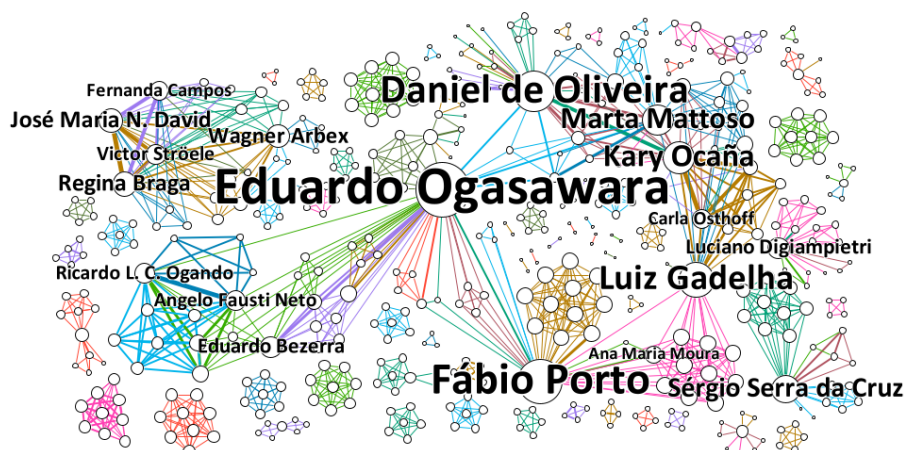 Fernanda Campos
Daniel de Oliveira
José Maria N. David
Marta Mattoso
Wagner Arbex
Victor Ströele
Kary Ocaña
Regina Braga
Eduardo Ogasawara
Carla Osthoff
Luciano Digiampietri
Ricardo L. C. Ogando
Luiz Gadelha
Angelo Fausti Neto
Eduardo Bezerra
Ana Maria Moura
Fábio Porto
Sérgio Serra da Cruz